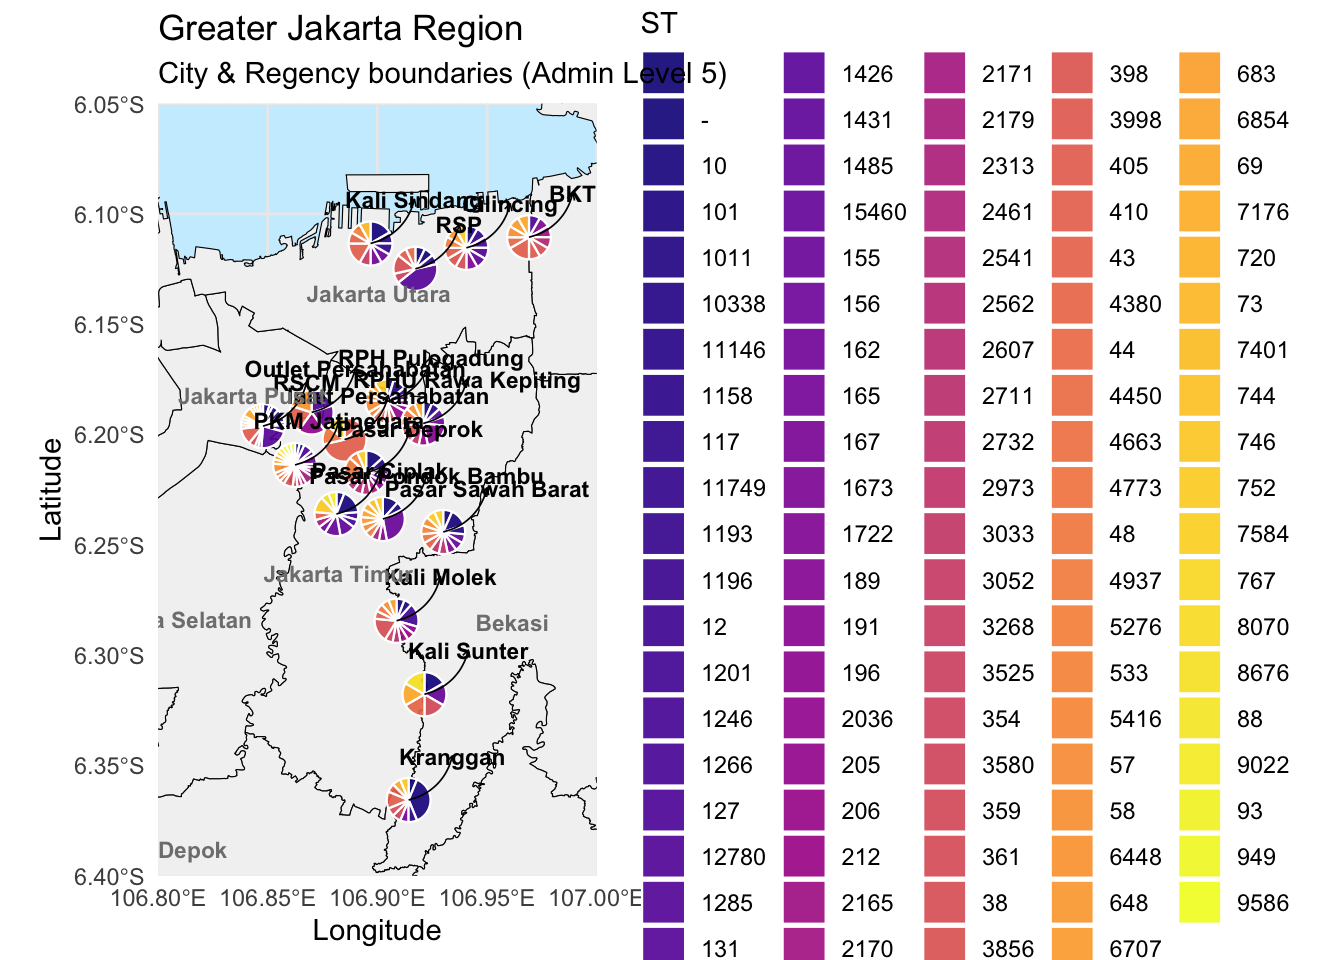 Greater Jakarta Region
City & Regency boundaries (Admin Level 5)
6.05°S
6.10°S
6.15°S
6.20°S
6.25°S
6.30°S
6.35°S
6.40°S
Latitude
106.80°E
106.85°E
106.90°E
106.95°E
107.00°E
Longitude
Kali Sindang
Cilincing
BKT
RSP
Jakarta Utara
RPH Pulogadung
Outlet Persahabatan
RPHU Rawa Kepiting
RSCM
Jakarta Pusat
Persahabatan
PKM Jatinegara
Pasar Deprok
Pasar Ciplak
Pasar Pondok Bambu
Pasar Sawah Barat
Jakarta Timur
Kali Molek
a Selatan
Bekasi
Kali Sunter
Kranggan
Depok
ST
-
10
101
1011
10338
11146
1158
117
11749
1193
1196
12
1201
1246
1266
127
12780
1285
131
1426
1431
1485
15460
155
156
162
165
167
1673
1722
189
191
196
2036
205
206
212
2165
2170
2171
2179
2313
2461
2541
2562
2607
2711
2732
2973
3033
3052
3268
3525
354
3580
359
361
38
3856
398
3998
405
410
43
4380
44
4450
4663
4773
48
4937
5276
533
5416
57
58
6448
648
6707
683
6854
69
7176
720
73
7401
744
746
752
7584
767
8070
8676
88
9022
93
949
9586